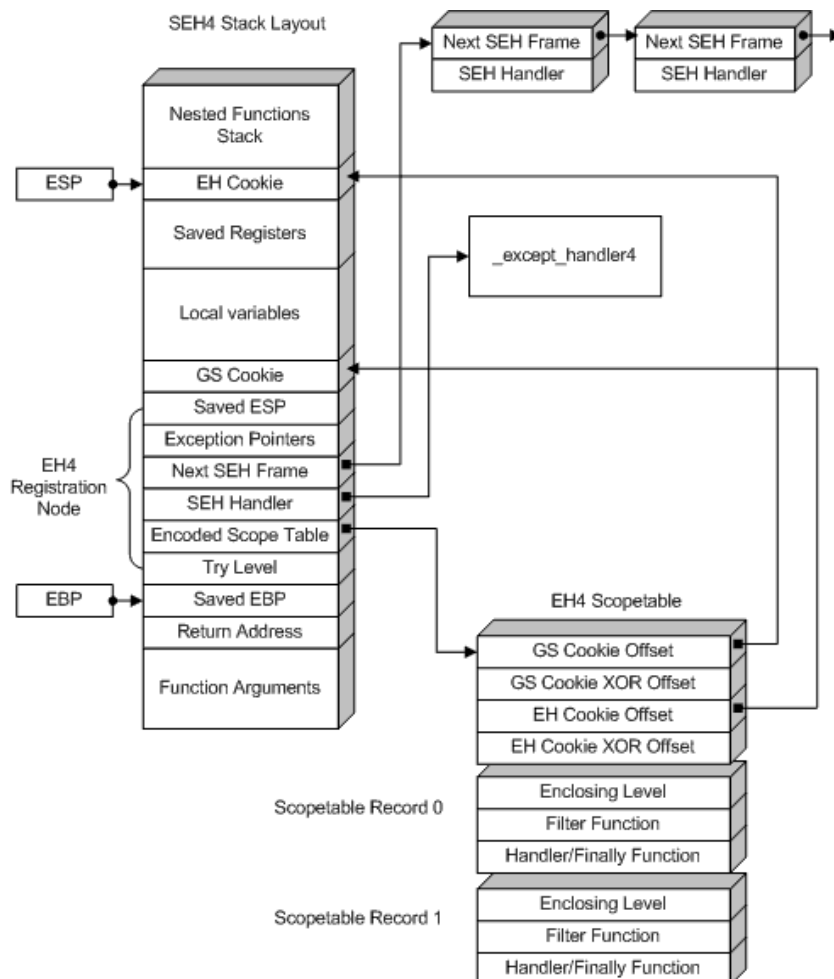 SEH4 Stack Layout
Next SEH Frame
SEH Handler
Next SEH Frame
SEH Handler
Nested Functions
Stack
ESP
EH Cookie
Saved Registers
_except_handler4
Local variables
GS Cookie
Saved ESP
Exception Pointers
EH4
Registration
Node
Next SEH Frame
SEH Handler
Encoded Scope Table
Try Level
EBP
Saved EBP
Return Address
Function Arguments
EH4 Scopetable
GS Cookie Offset
GS Cookie XOR Offset
EH Cookie Offset
EH Cookie XOR Offset
Scopetable Record 0
Enclosing Level
Filter Function
Handler/Finally Function
Scopetable Record 1
Enclosing Level
Filter Function
Handler/Finally Function